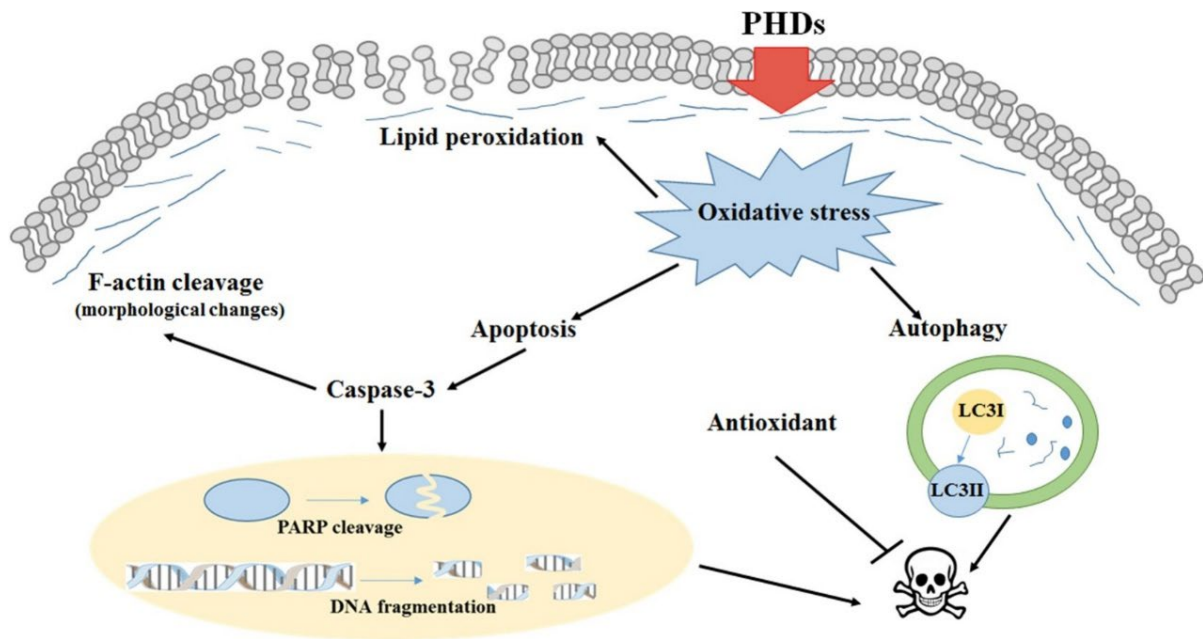 PHDs
Lipid peroxidation
Oxidative stress
F-actin cleavage
(morphological changes)
Apoptosis
Autophagy
Caspase-3
LC3I
Antioxidant
LC3II
PARP cleavage
DNA fragmentation